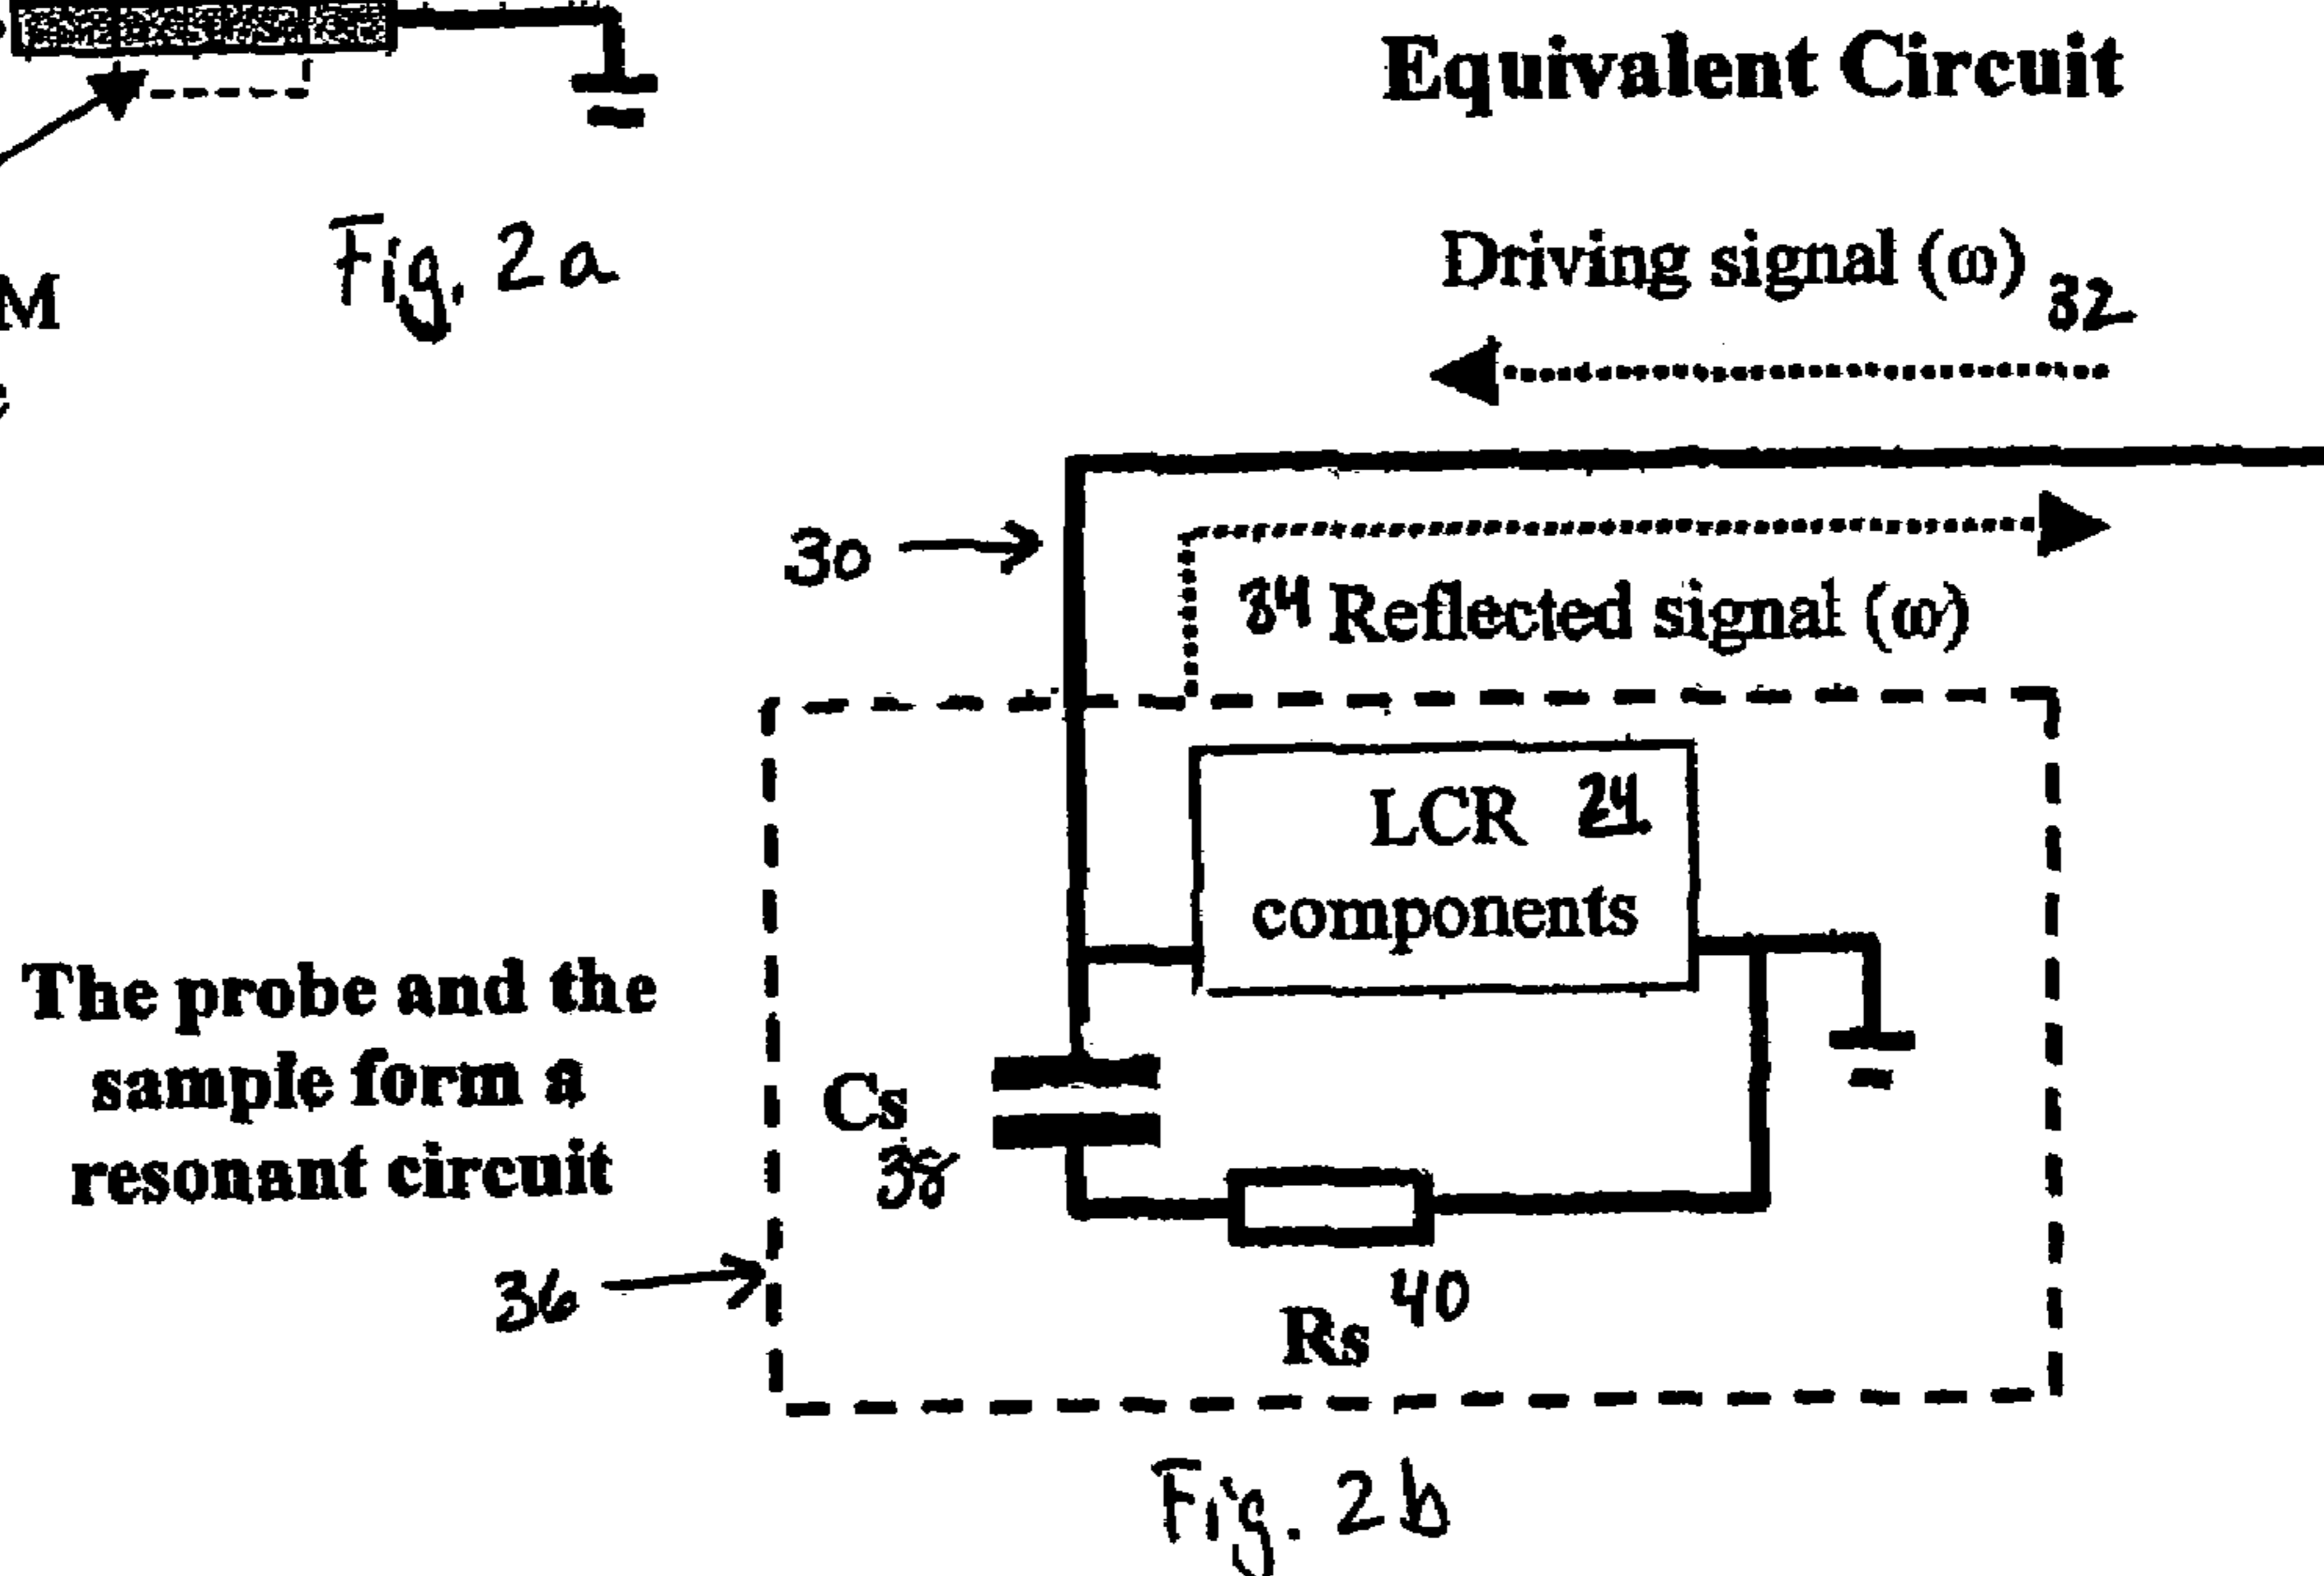 Equivalent Circuit
Fig. 2a
M
Driving signal (ω) 32
30
34 Reflected signal (ω)
LCR 24
components
The probe and the
sample form a
resonant circuit
Cs
38
36
Rs 40
Fig. 2b